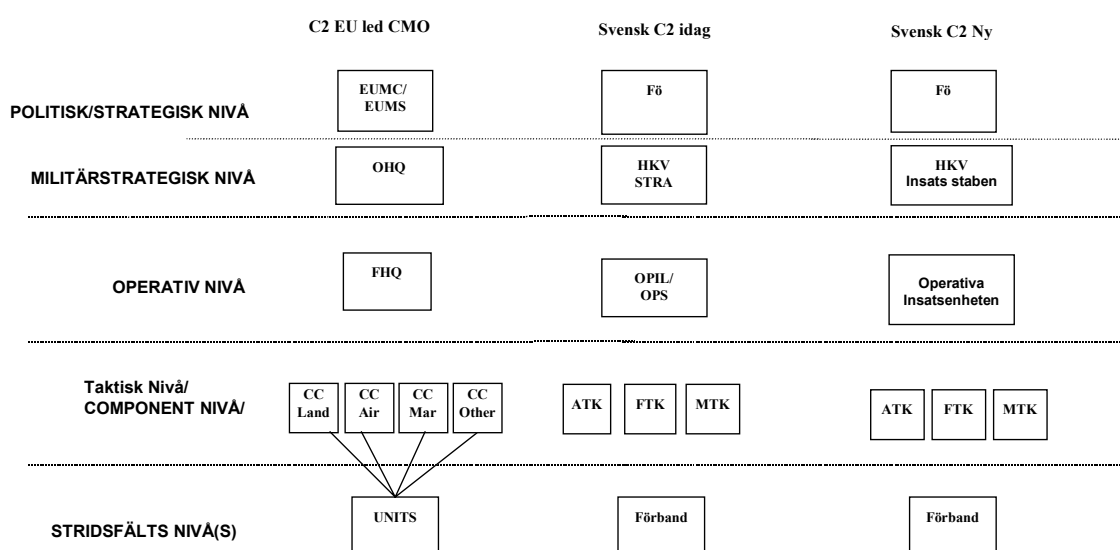 C2 EU led CMO
Svensk C2 idag
Svensk C2 Ny
POLITISK/STRATEGISK NIVÅ
EUMC/
EUMS
Fö
Fö
MILITÄRSTRATEGISK NIVÅ
OHQ
HKV
STRA
HKV
Insats staben
OPERATIV NIVÅ
FHQ
OPIL/
OPS
Operativa
Insatsenheten
Taktisk Nivå/
COMPONENT NIVÅ/
CC
Land
CC
Air
CC
Mar
CC
Other
ATK
FTK
MTK
ATK
FTK
MTK
STRIDSFÄLTS NIVÅ(S)
UNITS
Förband
Förband